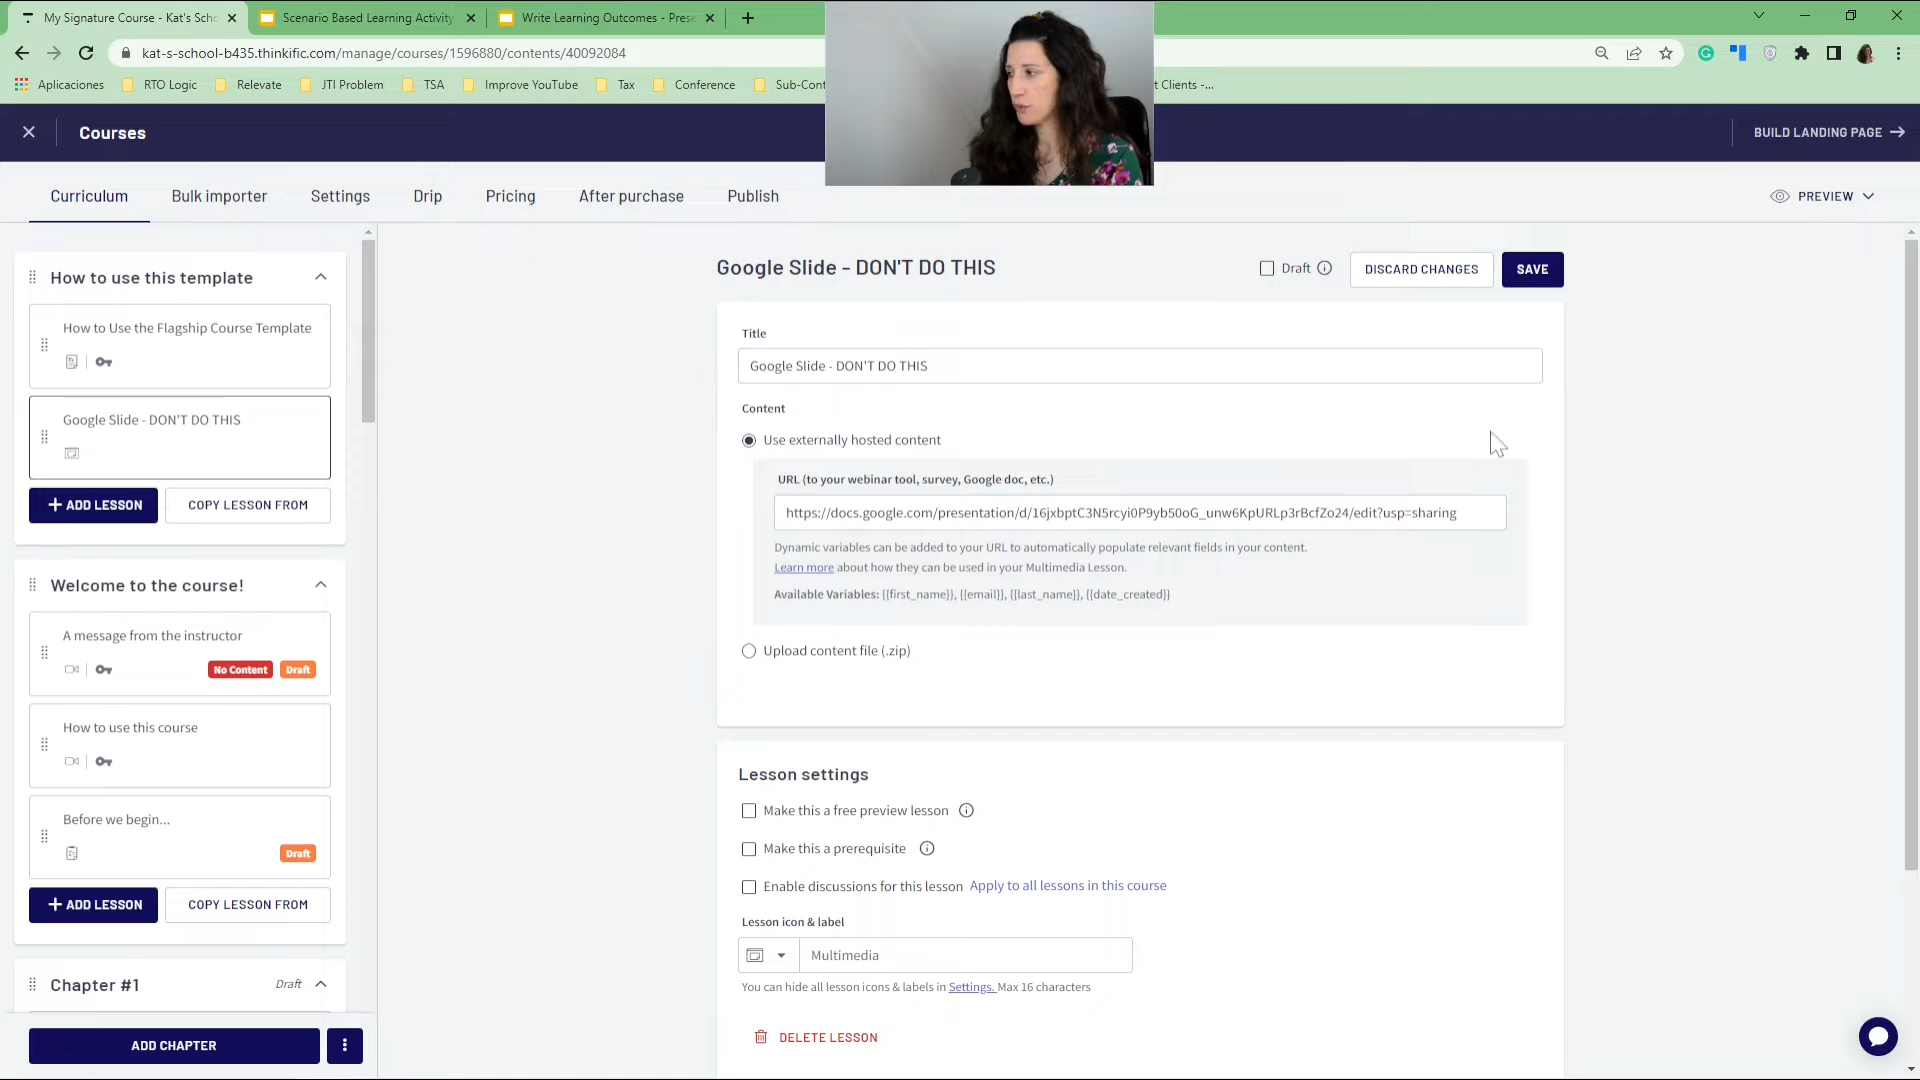 My Signature Course - Kat's Scho
Scenario Based Learning Activity
Write Learning Outcomes - Prese
kat-s-school-b435.thinkific.com/manage/courses/1596880/contents/40092084
Aplicaciones
RTO Logic
Relevate
JTI Problem
TSA
Improve YouTube
Tax
Conference
Sub-Cont
t Clients -...
Courses
BUILD LANDING PAGE
Curriculum
Bulk importer
Settings
Drip
Pricing
After purchase
Publish
PREVIEW
How to use this template
How to Use the Flagship Course Template
Google Slide - DON'T DO THIS
+ ADD LESSON
COPY LESSON FROM
Welcome to the course!
A message from the instructor
No Content
Draft
How to use this course
Before we begin...
Draft
+ ADD LESSON
COPY LESSON FROM
Chapter #1
Draft
ADD CHAPTER
Google Slide - DON'T DO THIS
Draft
DISCARD CHANGES
SAVE
Title
Google Slide - DON'T DO THIS
Content
Use externally hosted content
URL (to your webinar tool, survey, Google doc, etc.)
https://docs.google.com/presentation/d/16jxbptC3N5rcyi0P9yb50oG_unw6KpURLp3rBcfZo24/edit?usp=sharing
Dynamic variables can be added to your URL to automatically populate relevant fields in your content.
Learn more about how they can be used in your Multimedia Lesson.
Available Variables: {{first_name}}, {{email}}, {{last_name}}, {{date_created}}
Upload content file (.zip)
Lesson settings
Make this a free preview lesson
Make this a prerequisite
Enable discussions for this lesson Apply to all lessons in this course
Lesson icon & label
Multimedia
You can hide all lesson icons & labels in Settings. Max 16 characters
DELETE LESSON